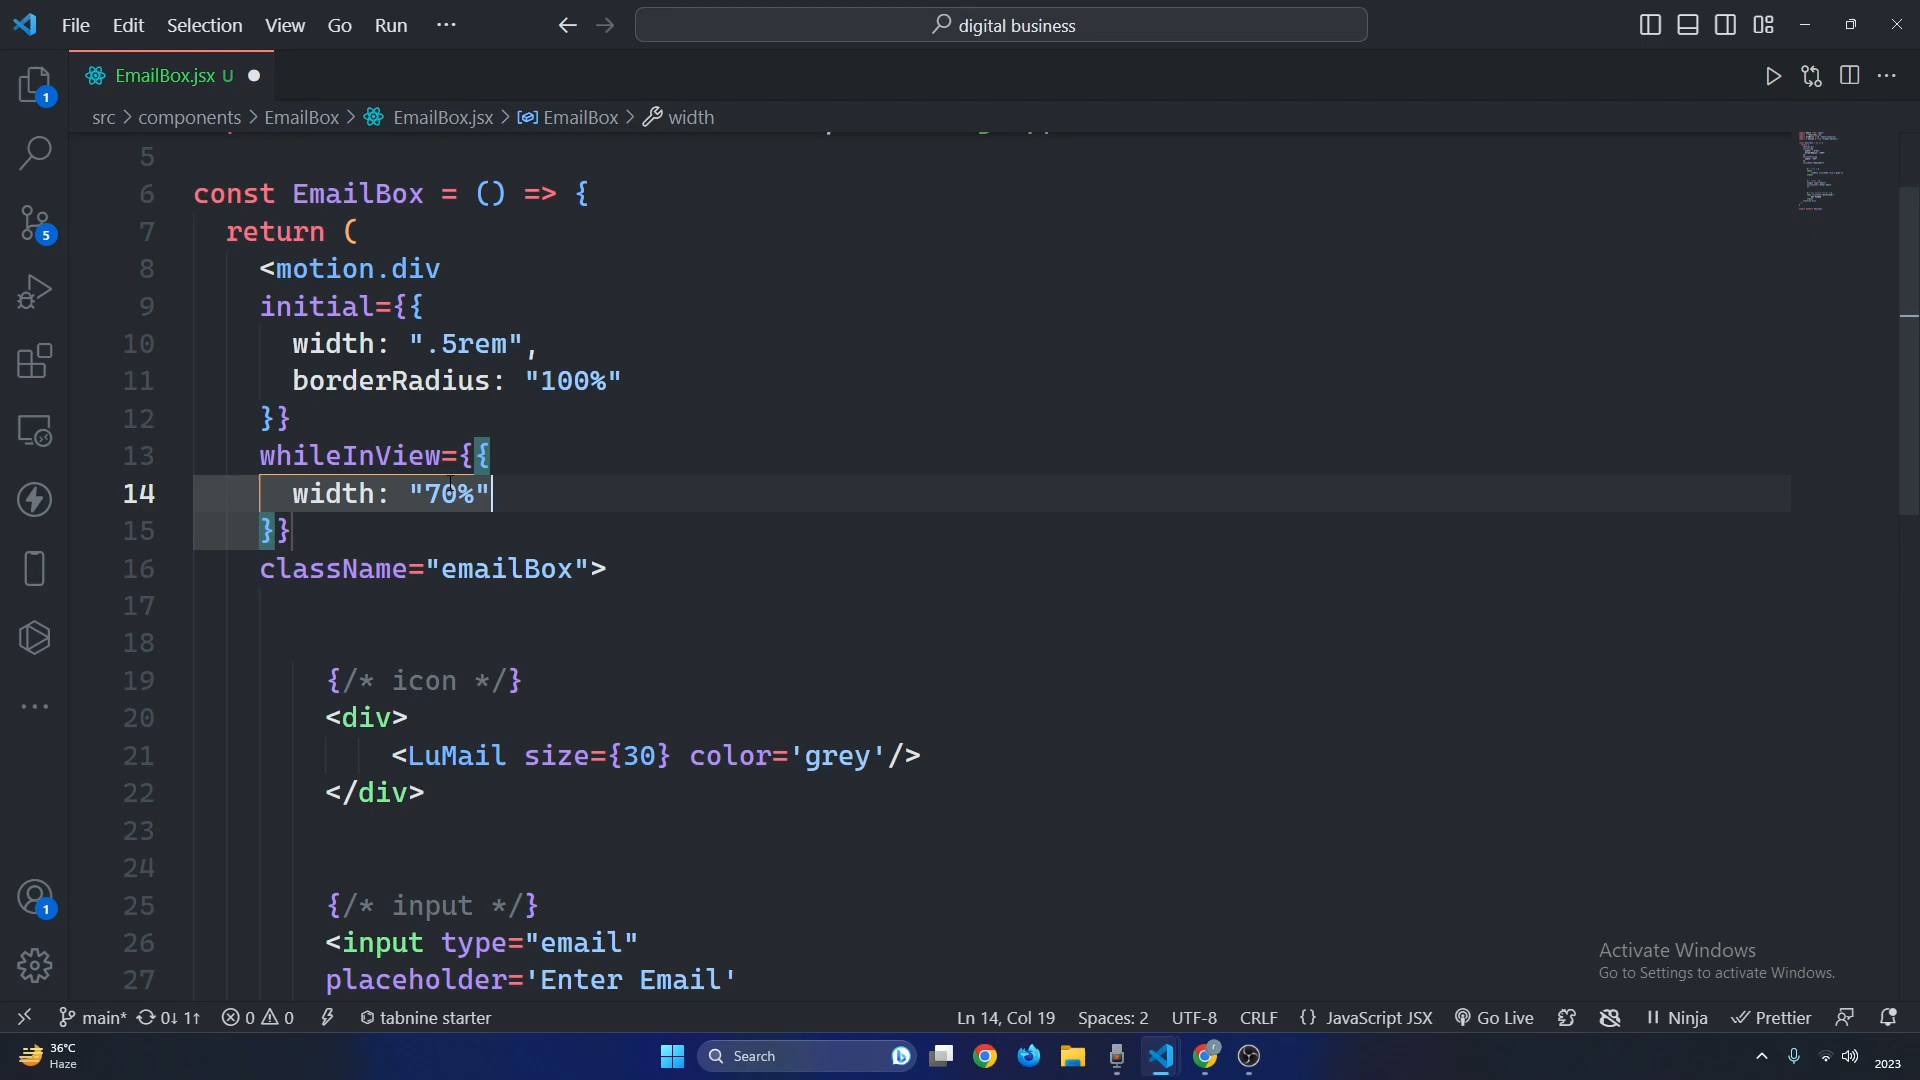 File Edit Selection View Go Run ... digital business
EmailBox.jsx U
src > components > EmailBox > EmailBox.jsx > EmailBox > width
5
6 const EmailBox = () => {
7 return (
8 <motion.div
9 initial={{
10 width: ".5rem",
11 borderRadius: "100%"
12 }}
13 whileInView={{
14 width: "70%"
15 }}
16 className="emailBox">
17
18
19 {/* icon */}
20 <div>
21 <LuMail size={30} color='grey'/>
22 </div>
23
24
25 {/* input */}
26 <input type="email"
27 placeholder='Enter Email'
1
5
1
Activate Windows
Go to Settings to activate Windows.
main* 0↓ 1↑ 0 0 tabnine starter Ln 14, Col 19 Spaces: 2 UTF-8 CRLF {} JavaScript JSX Go Live Ninja Prettier
36°C
Haze
Search
2023